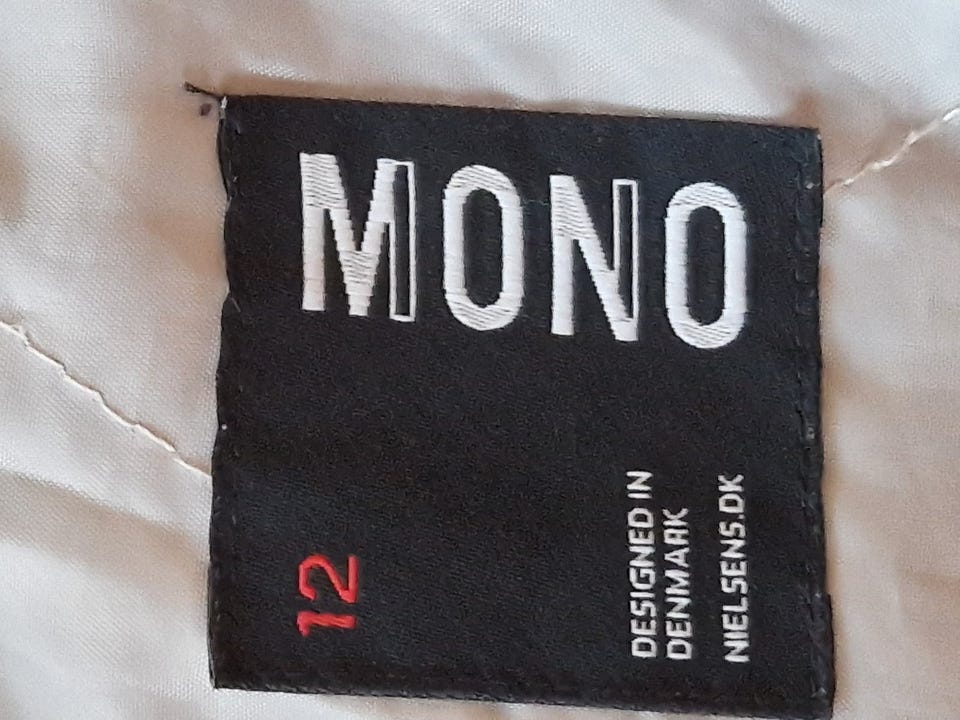 MONO
12
DESIGNED IN
DENMARK
NIELSENS.DK